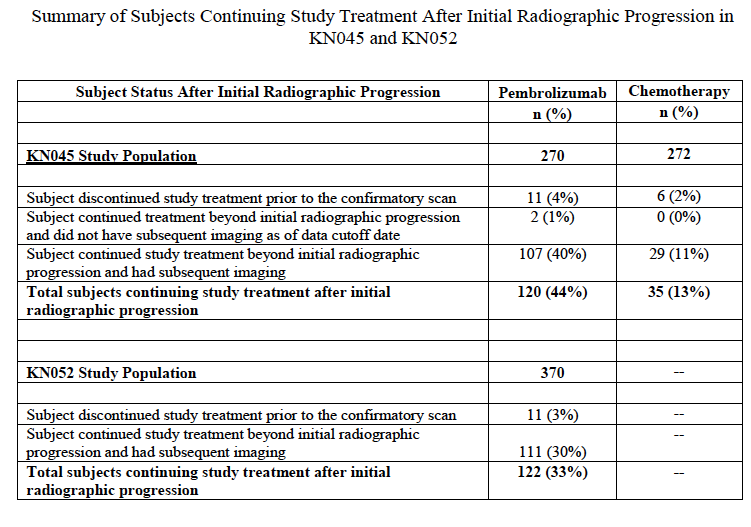 Summary of Subjects Continuing Study Treatment After Initial Radiographic Progression in
KN045 and KN052
Subject Status After Initial Radiographic Progression Pembrolizumab Chemotherapy
n (%) n (%)
KN045 Study Population 270 272
Subject discontinued study treatment prior to the confirmatory scan 11 (4%) 6 (2%)
Subject continued treatment beyond initial radiographic progression 2 (1%) 0 (0%)
and did not have subsequent imaging as of data cutoff date
Subject continued study treatment beyond initial radiographic 107 (40%) 29 (11%)
progression and had subsequent imaging
Total subjects continuing study treatment after initial 120 (44%) 35 (13%)
radiographic progression
KN052 Study Population 370 --
Subject discontinued study treatment prior to the confirmatory scan 11 (3%) --
Subject continued study treatment beyond initial radiographic --
progression and had subsequent imaging 111 (30%)
Total subjects continuing study treatment after initial 122 (33%) --
radiographic progression